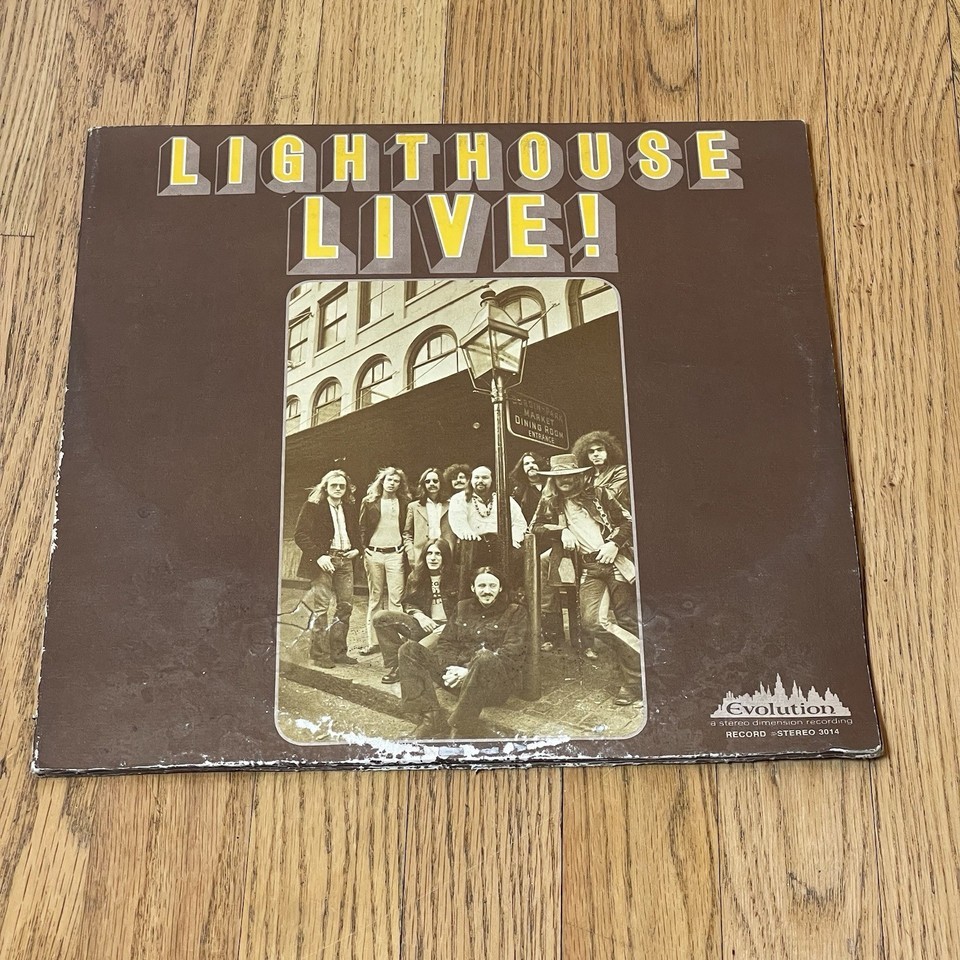 LIGHTHOUSE
LIVE!
MARKET
DINING ROOM
ENTRANCE
Evolution
a stereo dimension recording
RECORD =STEREO 3014